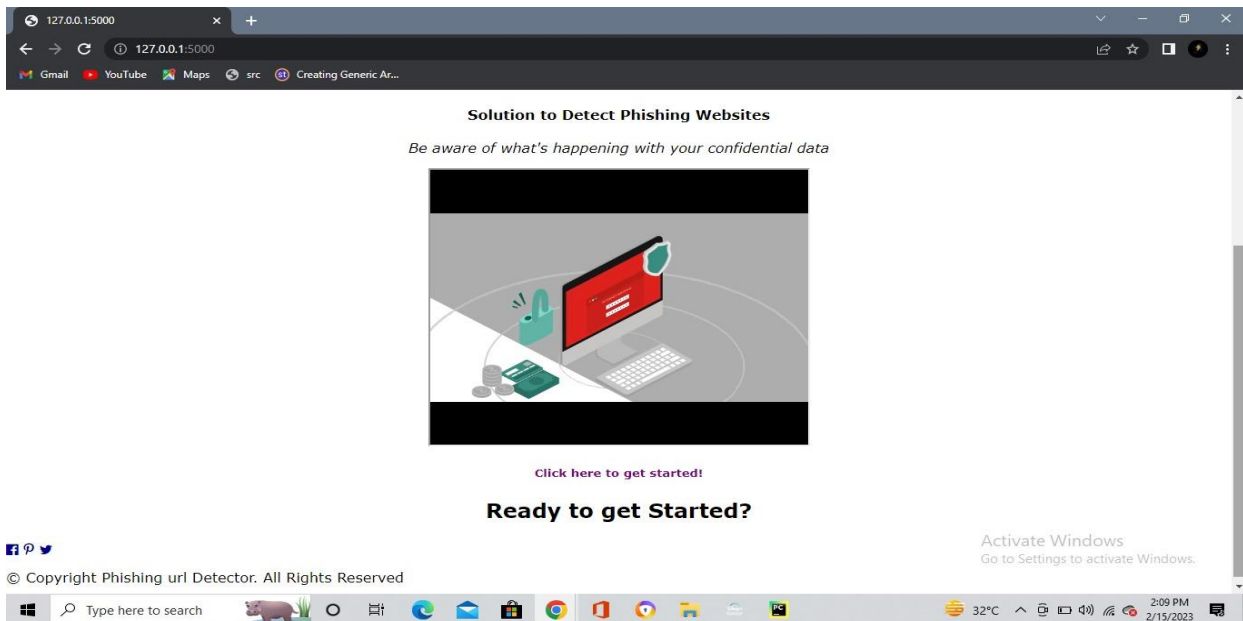 127.0.0.1:5000
127.0.0.1:5000
Gmail YouTube Maps src Creating Generic Ar...
Solution to Detect Phishing Websites
Be aware of what's happening with your confidential data
Click here to get started!
Ready to get Started?
Activate Windows
Go to Settings to activate Windows.
© Copyright Phishing url Detector. All Rights Reserved
Type here to search
32°C
2:09 PM
2/15/2023